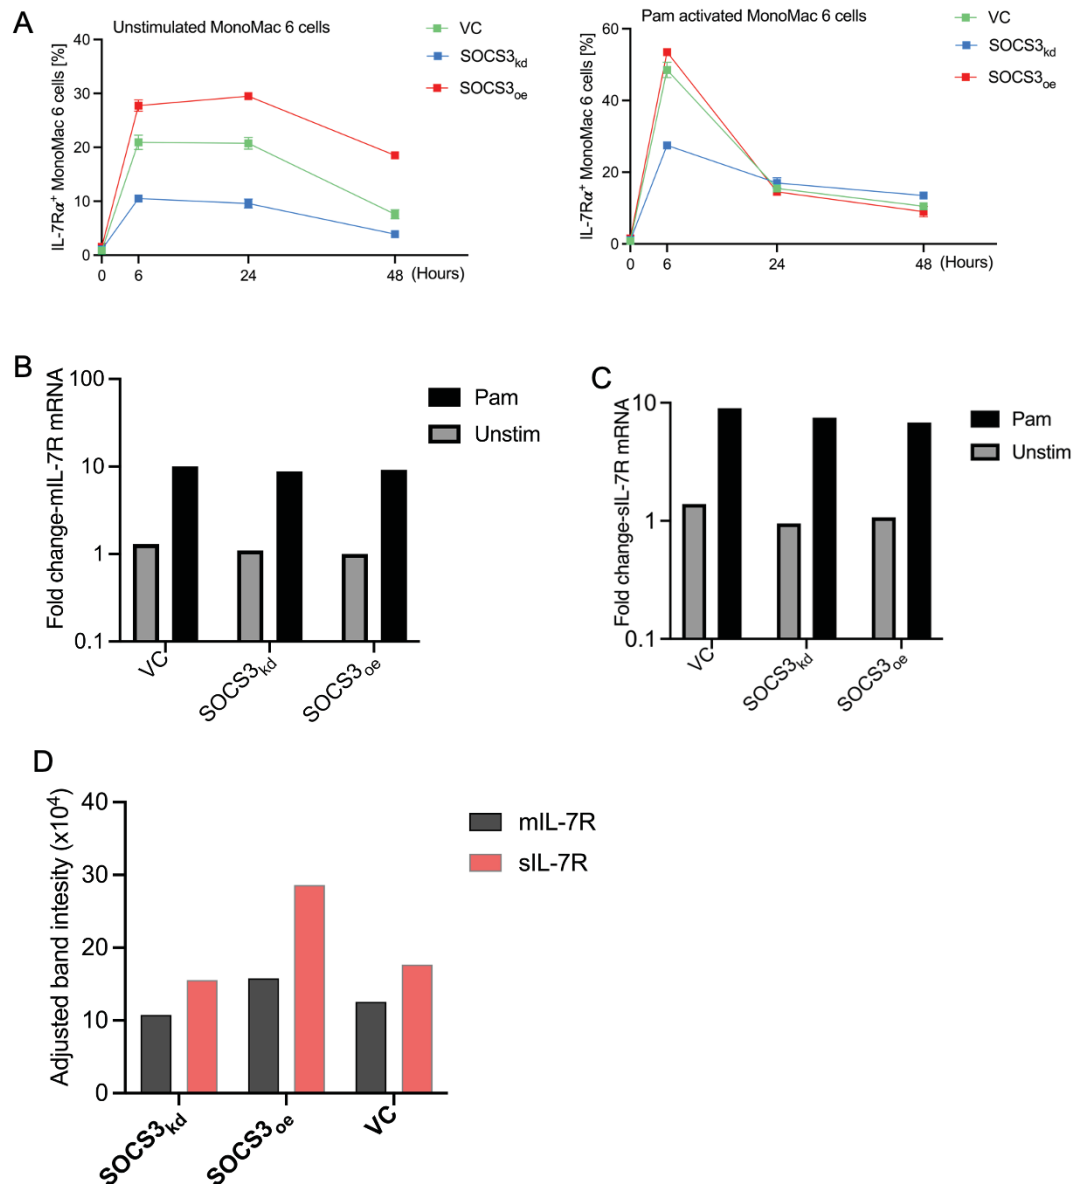 A
Unstimulated MonoMac 6 cells
VC
SOCS3kd
SOCS3oe
IL-7Rα+ MonoMac 6 cells [%]
40
30
20
10
0
0 6 24 48 (Hours)
Pam activated MonoMac 6 cells
VC
SOCS3kd
SOCS3oe
IL-7Rα+ MonoMac 6 cells [%]
60
40
20
0
0 6 24 48 (Hours)
B
Fold change-mIL-7R mRNA
100
10
1
0.1
VC SOCS3kd SOCS3oe
Pam
Unstim
C
Fold change-sIL-7R mRNA
10
1
0.1
VC SOCS3kd SOCS3oe
Pam
Unstim
D
Adjusted band intesity (x10⁴)
40
30
20
10
0
SOCS3kd SOCS3oe VC
mIL-7R
sIL-7R